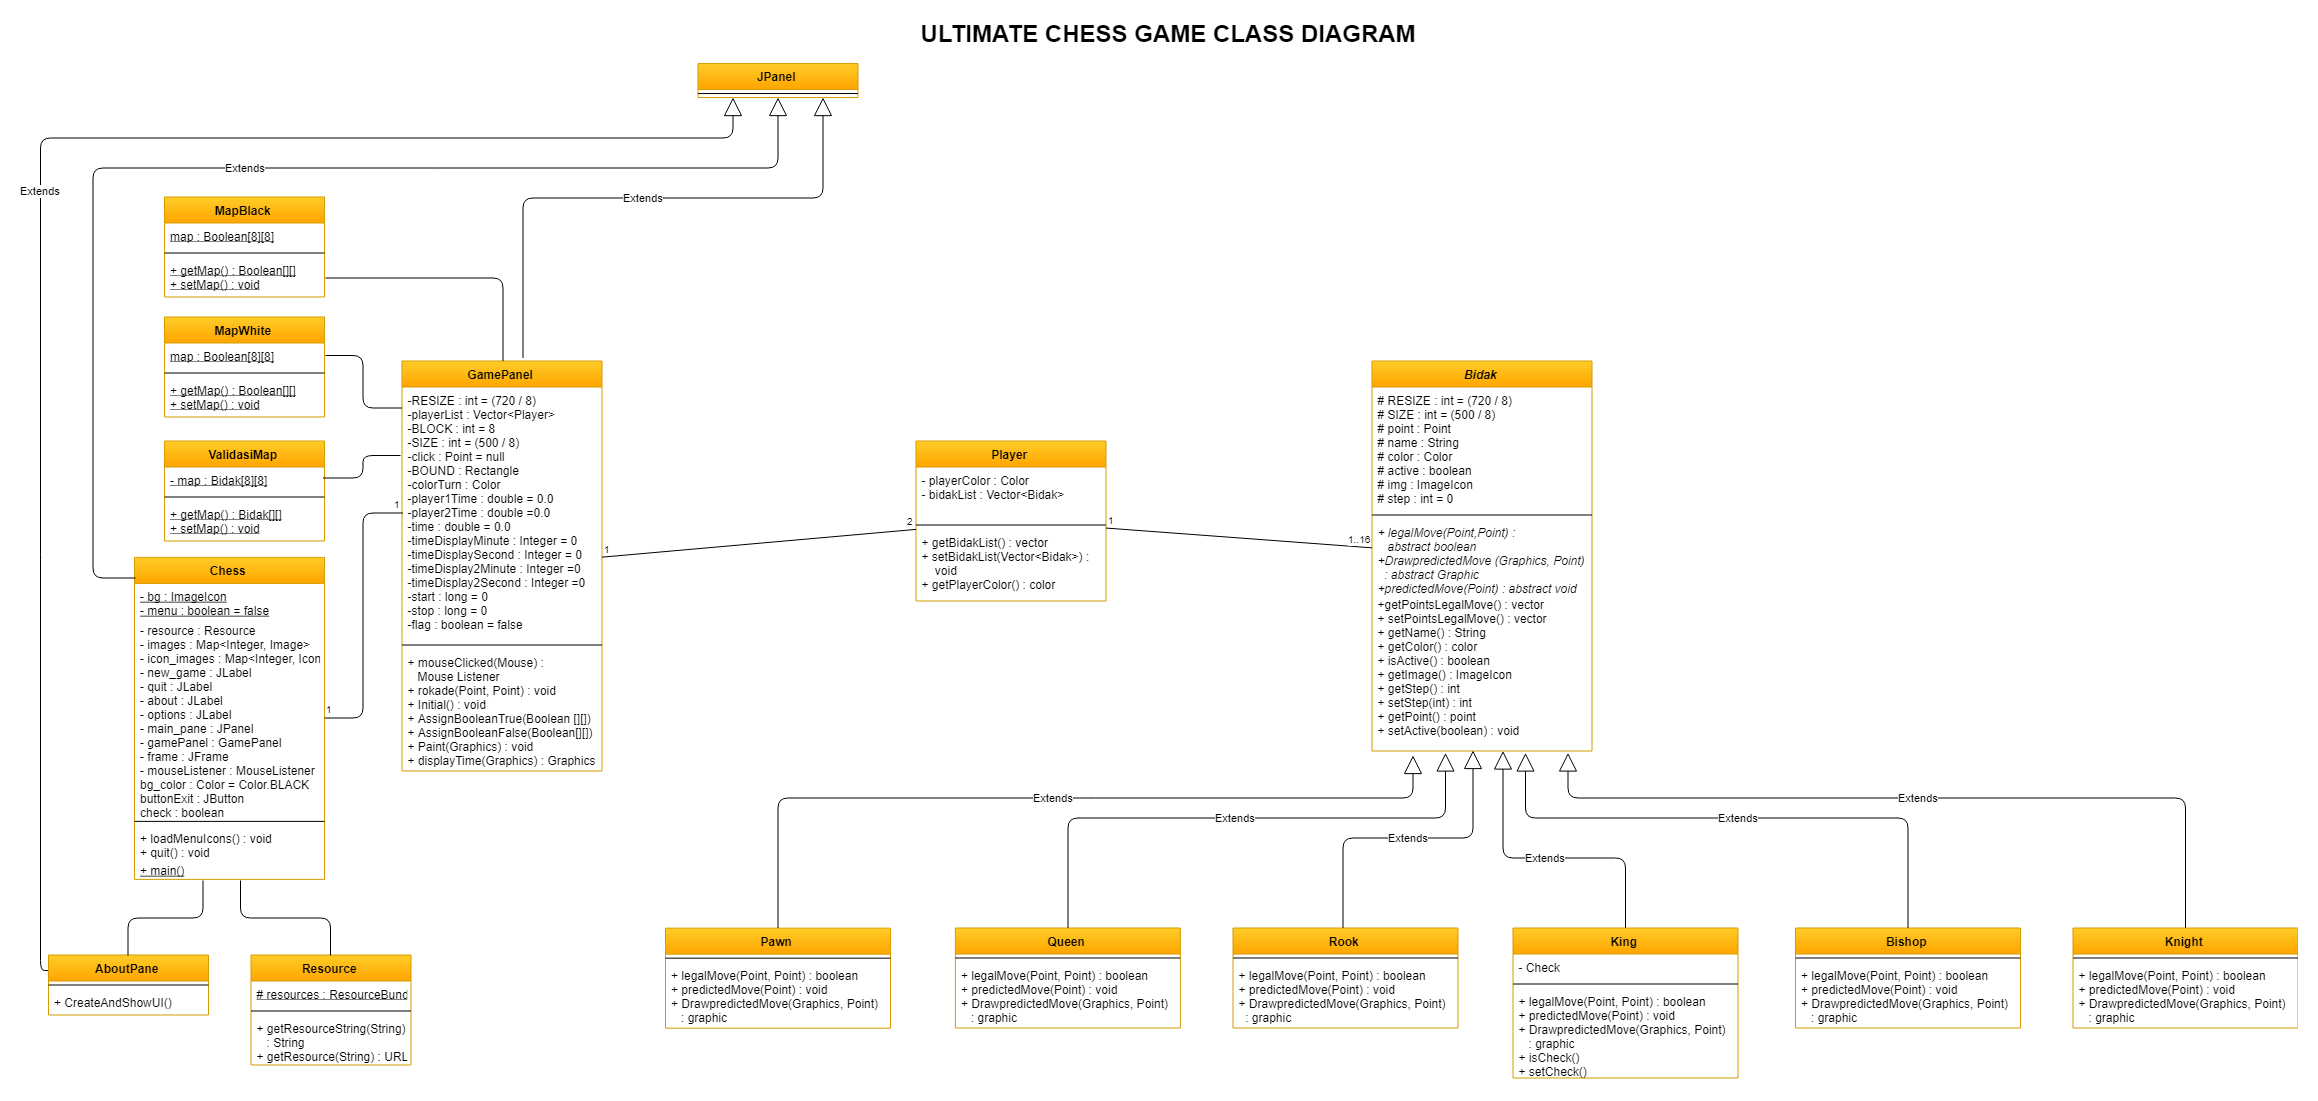 ULTIMATE CHESS GAME CLASS DIAGRAM
JPanel
Extends
Extends
Extends
MapBlack
map : Boolean[8][8]
+ getMap() : Boolean[][]
+ setMap() : void
MapWhite
map : Boolean[8][8]
+ getMap() : Boolean[][]
+ setMap() : void
ValidasiMap
- map : Bidak[8][8]
+ getMap() : Bidak[][]
+ setMap() : void
Chess
- bg : ImageIcon
- menu : boolean = false
- resource : Resource
- images : Map<Integer, Image>
- icon_images : Map<Integer, Icon
- new_game : JLabel
- quit : JLabel
- about : JLabel
- options : JLabel
- main_pane : JPanel
- gamePanel : GamePanel
- frame : JFrame
- mouseListener : MouseListener
bg_color : Color = Color.BLACK
buttonExit : JButton
check : boolean
+ loadMenuIcons() : void
+ quit() : void
+ main()
1
1
AboutPane
+ CreateAndShowUI()
Resource
# resources : ResourceBund
+ getResourceString(String)
: String
+ getResource(String) : URL
GamePanel
-RESIZE : int = (720 / 8)
-playerList : Vector<Player>
-BLOCK : int = 8
-SIZE : int = (500 / 8)
-click : Point = null
-BOUND : Rectangle
-colorTurn : Color
-player1Time : double = 0.0
-player2Time : double =0.0
-time : double = 0.0
-timeDisplayMinute : Integer = 0
-timeDisplaySecond : Integer = 0
-timeDisplay2Minute : Integer =0
-timeDisplay2Second : Integer =0
-start : long = 0
-stop : long = 0
-flag : boolean = false
+ mouseClicked(Mouse) :
Mouse Listener
+ rokade(Point, Point) : void
+ Initial() : void
+ AssignBooleanTrue(Boolean [][])
+ AssignBooleanFalse(Boolean[][])
+ Paint(Graphics) : void
+ displayTime(Graphics) : Graphics
1
2
Player
- playerColor : Color
- bidakList : Vector<Bidak>
+ getBidakList() : vector
+ setBidakList(Vector<Bidak>) :
void
+ getPlayerColor() : color
1
1..16
Bidak
# RESIZE : int = (720 / 8)
# SIZE : int = (500 / 8)
# point : Point
# name : String
# color : Color
# active : boolean
# img : ImageIcon
# step : int = 0
+ legalMove(Point,Point) :
abstract boolean
+DrawpredictedMove (Graphics, Point)
: abstract Graphic
+predictedMove(Point) : abstract void
+getPointsLegalMove() : vector
+ setPointsLegalMove() : vector
+ getName() : String
+ getColor() : color
+ isActive() : boolean
+ getImage() : ImageIcon
+ getStep() : int
+ setStep(int) : int
+ getPoint() : point
+ setActive(boolean) : void
Extends
Extends
Extends
Extends
Extends
Extends
Pawn
+ legalMove(Point, Point) : boolean
+ predictedMove(Point) : void
+ DrawpredictedMove(Graphics, Point)
: graphic
Queen
+ legalMove(Point, Point) : boolean
+ predictedMove(Point) : void
+ DrawpredictedMove(Graphics, Point)
: graphic
Rook
+ legalMove(Point, Point) : boolean
+ predictedMove(Point) : void
+ DrawpredictedMove(Graphics, Point)
: graphic
King
- Check
+ legalMove(Point, Point) : boolean
+ predictedMove(Point) : void
+ DrawpredictedMove(Graphics, Point)
: graphic
+ isCheck()
+ setCheck()
Bishop
+ legalMove(Point, Point) : boolean
+ predictedMove(Point) : void
+ DrawpredictedMove(Graphics, Point)
: graphic
Knight
+ legalMove(Point, Point) : boolean
+ predictedMove(Point) : void
+ DrawpredictedMove(Graphics, Point)
: graphic